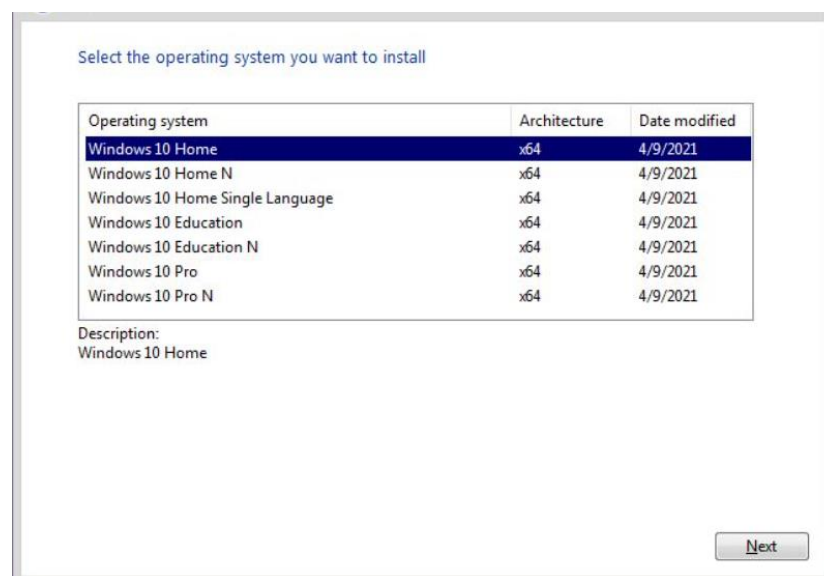 Select the operating system you want to install
Operating system Architecture Date modified
Windows 10 Home x64 4/9/2021
Windows 10 Home N x64 4/9/2021
Windows 10 Home Single Language x64 4/9/2021
Windows 10 Education x64 4/9/2021
Windows 10 Education N x64 4/9/2021
Windows 10 Pro x64 4/9/2021
Windows 10 Pro N x64 4/9/2021
Description:
Windows 10 Home
Next